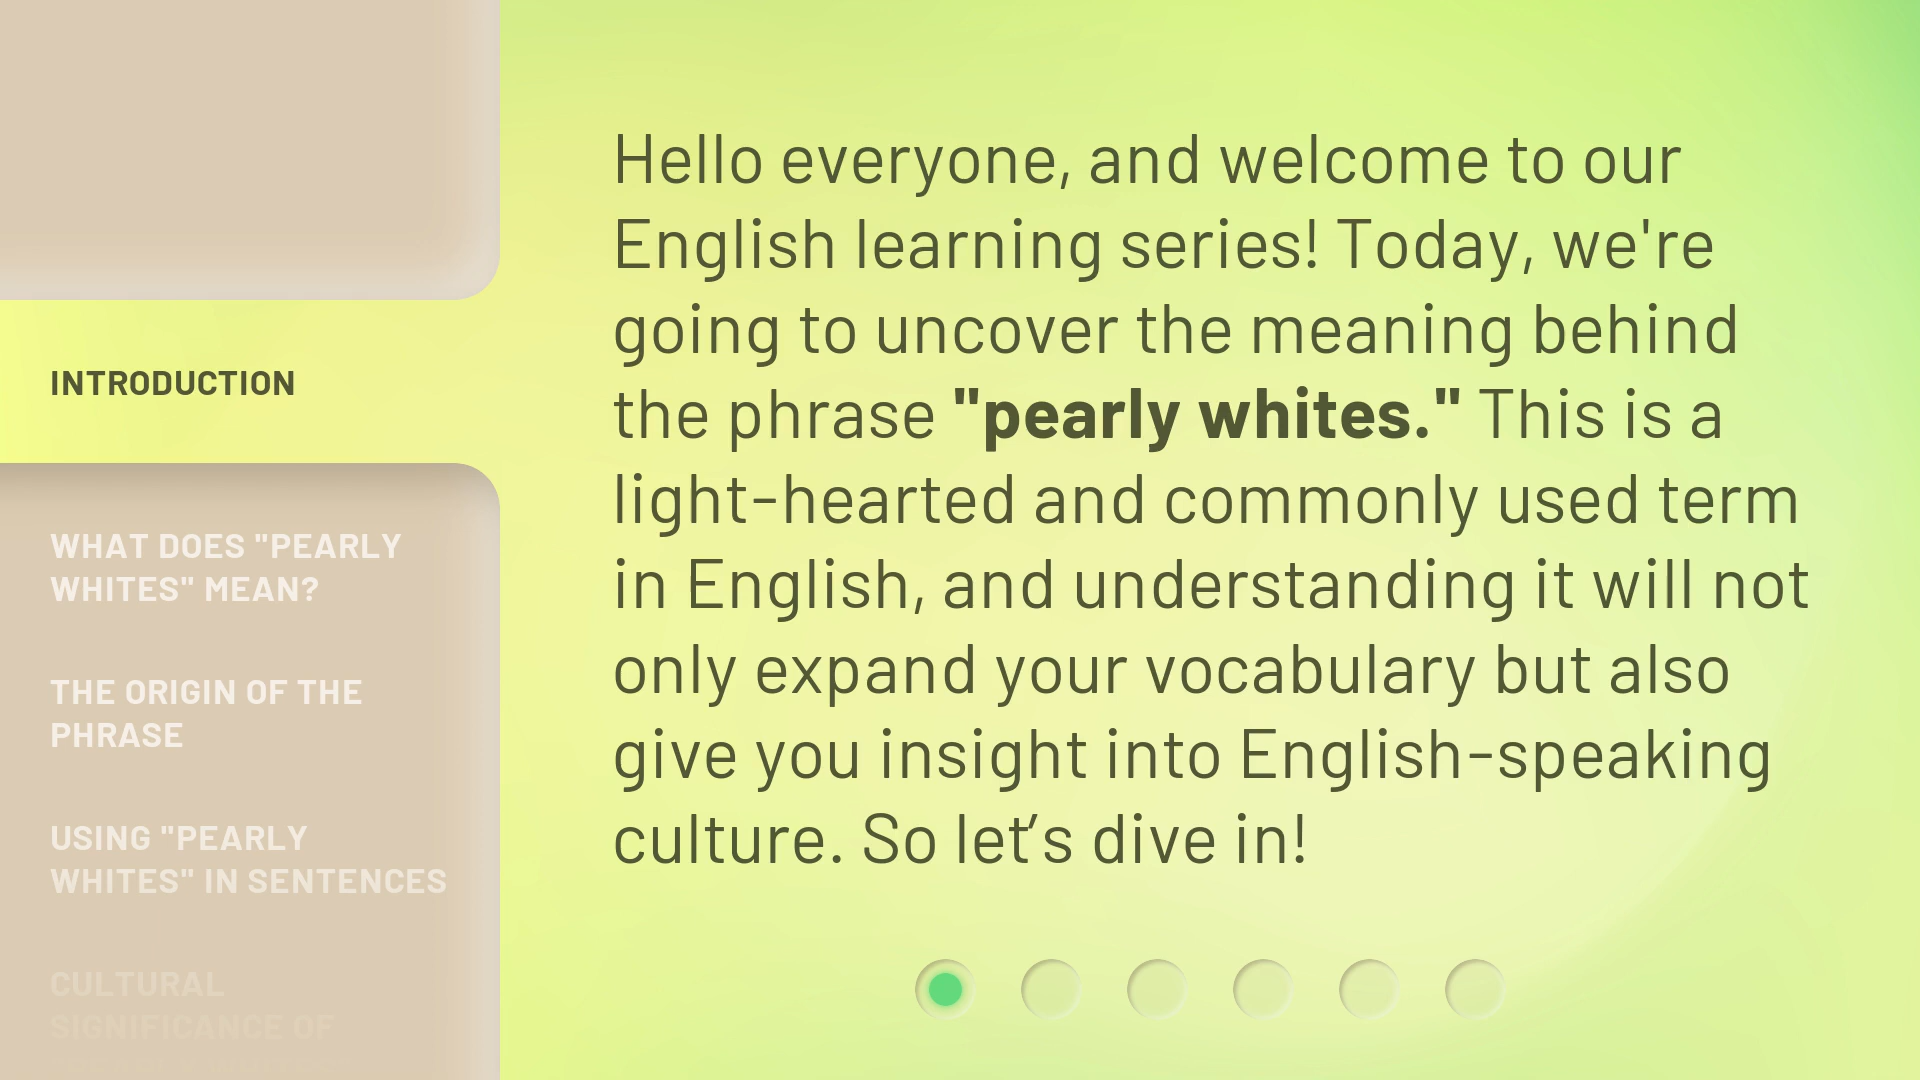 INTRODUCTION
WHAT DOES "PEARLY
WHITES" MEAN?
THE ORIGIN OF THE
PHRASE
USING "PEARLY
WHITES" IN SENTENCES
CULTURAL
SIGNIFICANCE OF
Hello everyone, and welcome to our
English learning series! Today, we're
going to uncover the meaning behind
the phrase "pearly whites." This is a
light-hearted and commonly used term
in English, and understanding it will not
only expand your vocabulary but also
give you insight into English-speaking
culture. So let’s dive in!